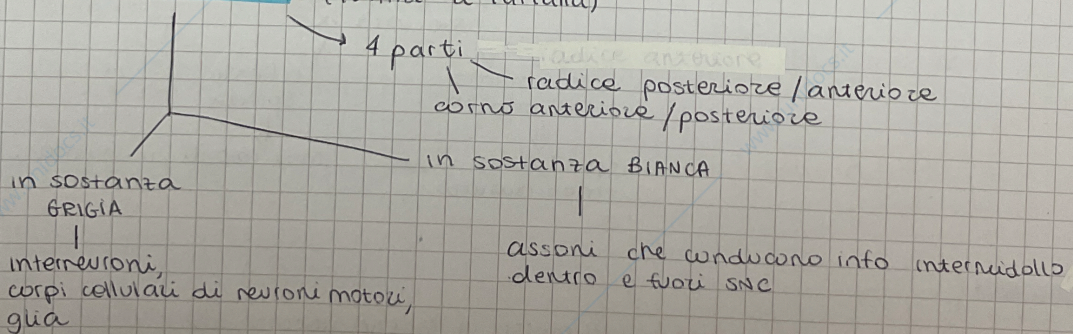 4 parti
radice posteriore/anteriore
corno anteriore/posteriore
in sostanza BIANCA
in sostanza
GRIGIA
assoni che conducono info
dentro e fuori SNC
interneuroni,
corpi cellulari di neuroni motori,
glia